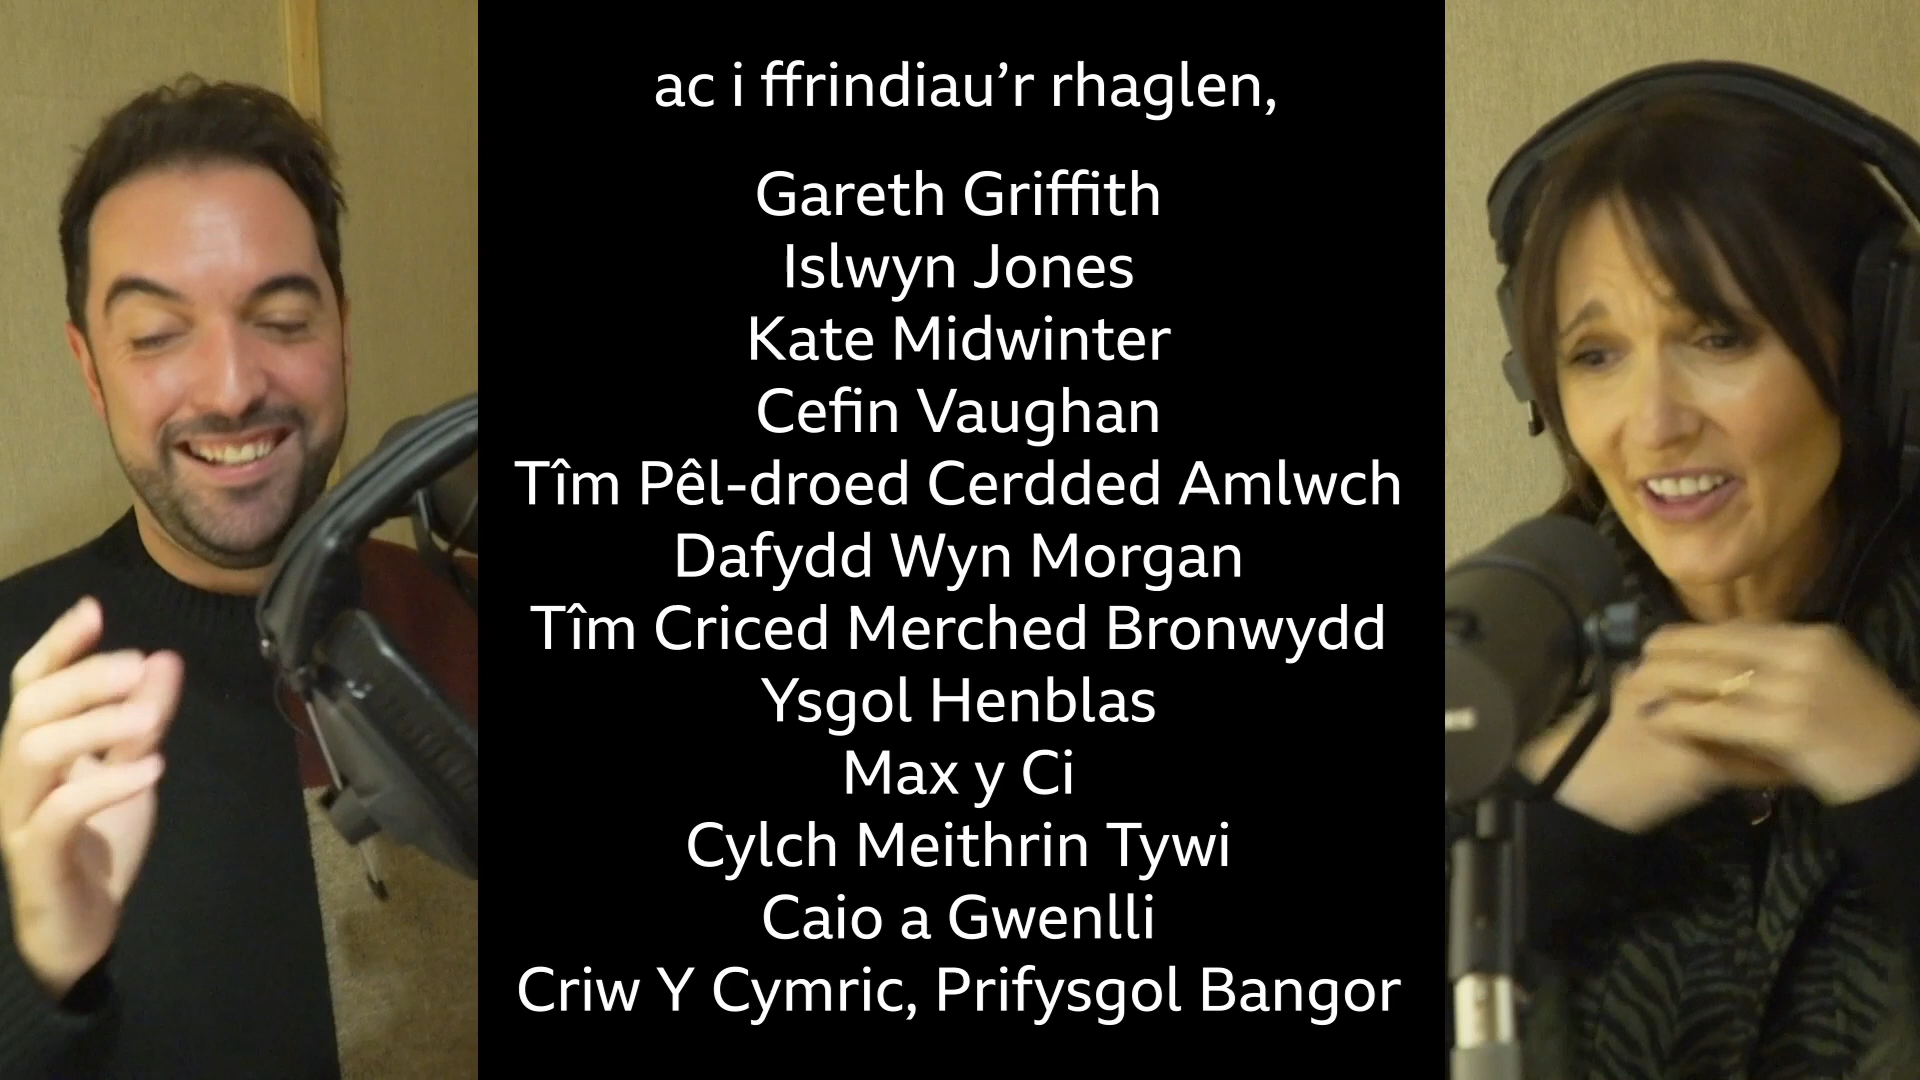 ac i ffrindiau’r rhaglen,
Gareth Griffith
Islwyn Jones
Kate Midwinter
Cefin Vaughan
Tîm Pêl-droed Cerdded Amlwch
Dafydd Wyn Morgan
Tîm Criced Merched Bronwydd
Ysgol Henblas
Max y Ci
Cylch Meithrin Tywi
Caio a Gwenlli
Criw Y Cymric, Prifysgol Bangor